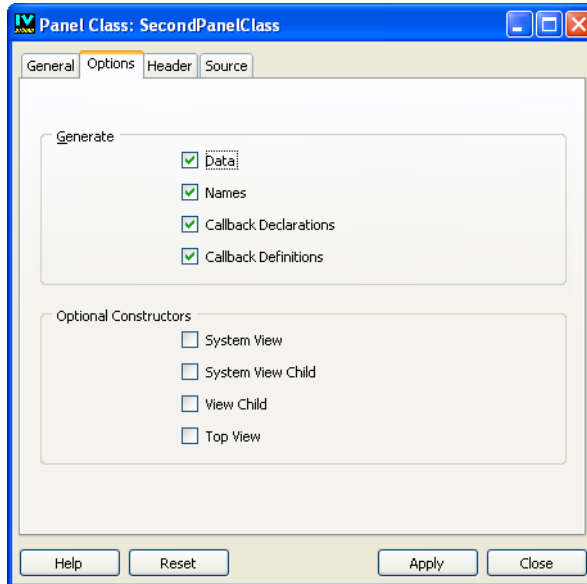 IV Panel Class: SecondPanelClass
General Options Header Source
Generate
Data
Names
Callback Declarations
Callback Definitions
Optional Constructors
System View
System View Child
View Child
Top View
Help Reset Apply Close